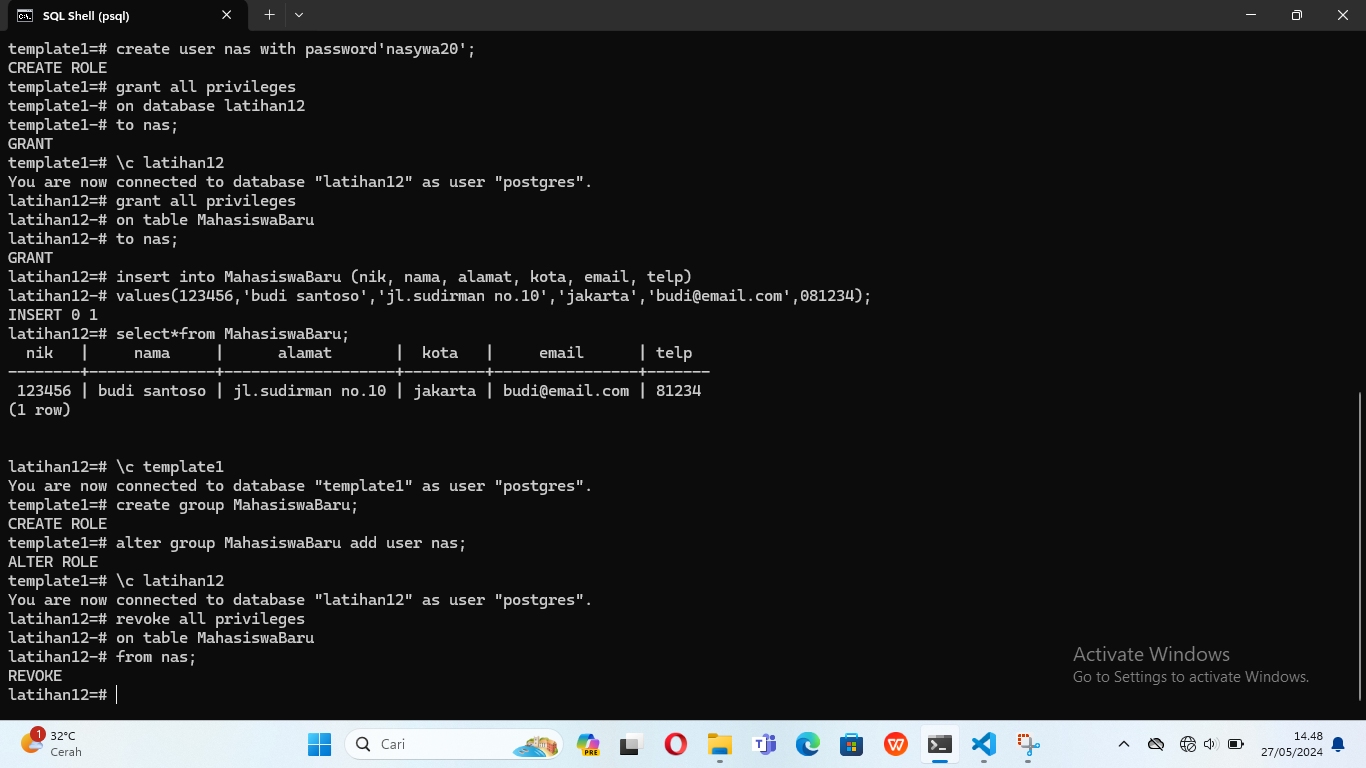 SQL Shell (psql)
template1=# create user nas with password'nasywa20';
CREATE ROLE
template1=# grant all privileges
template1-# on database latihan12
template1-# to nas;
GRANT
template1=# \c latihan12
You are now connected to database "latihan12" as user "postgres".
latihan12=# grant all privileges
latihan12-# on table MahasiswaBaru
latihan12-# to nas;
GRANT
latihan12=# insert into MahasiswaBaru (nik, nama, alamat, kota, email, telp)
latihan12-# values(123456,'budi santoso','jl.sudirman no.10','jakarta','budi@email.com',081234);
INSERT 0 1
latihan12=# select*from MahasiswaBaru;
  nik   |     nama     |      alamat       |  kota   |     email      | telp
--------+--------------+-------------------+---------+----------------+-------
 123456 | budi santoso | jl.sudirman no.10 | jakarta | budi@email.com | 81234
(1 row)
latihan12=# \c template1
You are now connected to database "template1" as user "postgres".
template1=# create group MahasiswaBaru;
CREATE ROLE
template1=# alter group MahasiswaBaru add user nas;
ALTER ROLE
template1=# \c latihan12
You are now connected to database "latihan12" as user "postgres".
latihan12=# revoke all privileges
latihan12-# on table MahasiswaBaru
latihan12-# from nas;
REVOKE
latihan12=#
Activate Windows
Go to Settings to activate Windows.
1
32°C
Cerah
Cari
PRE
14.48
27/05/2024